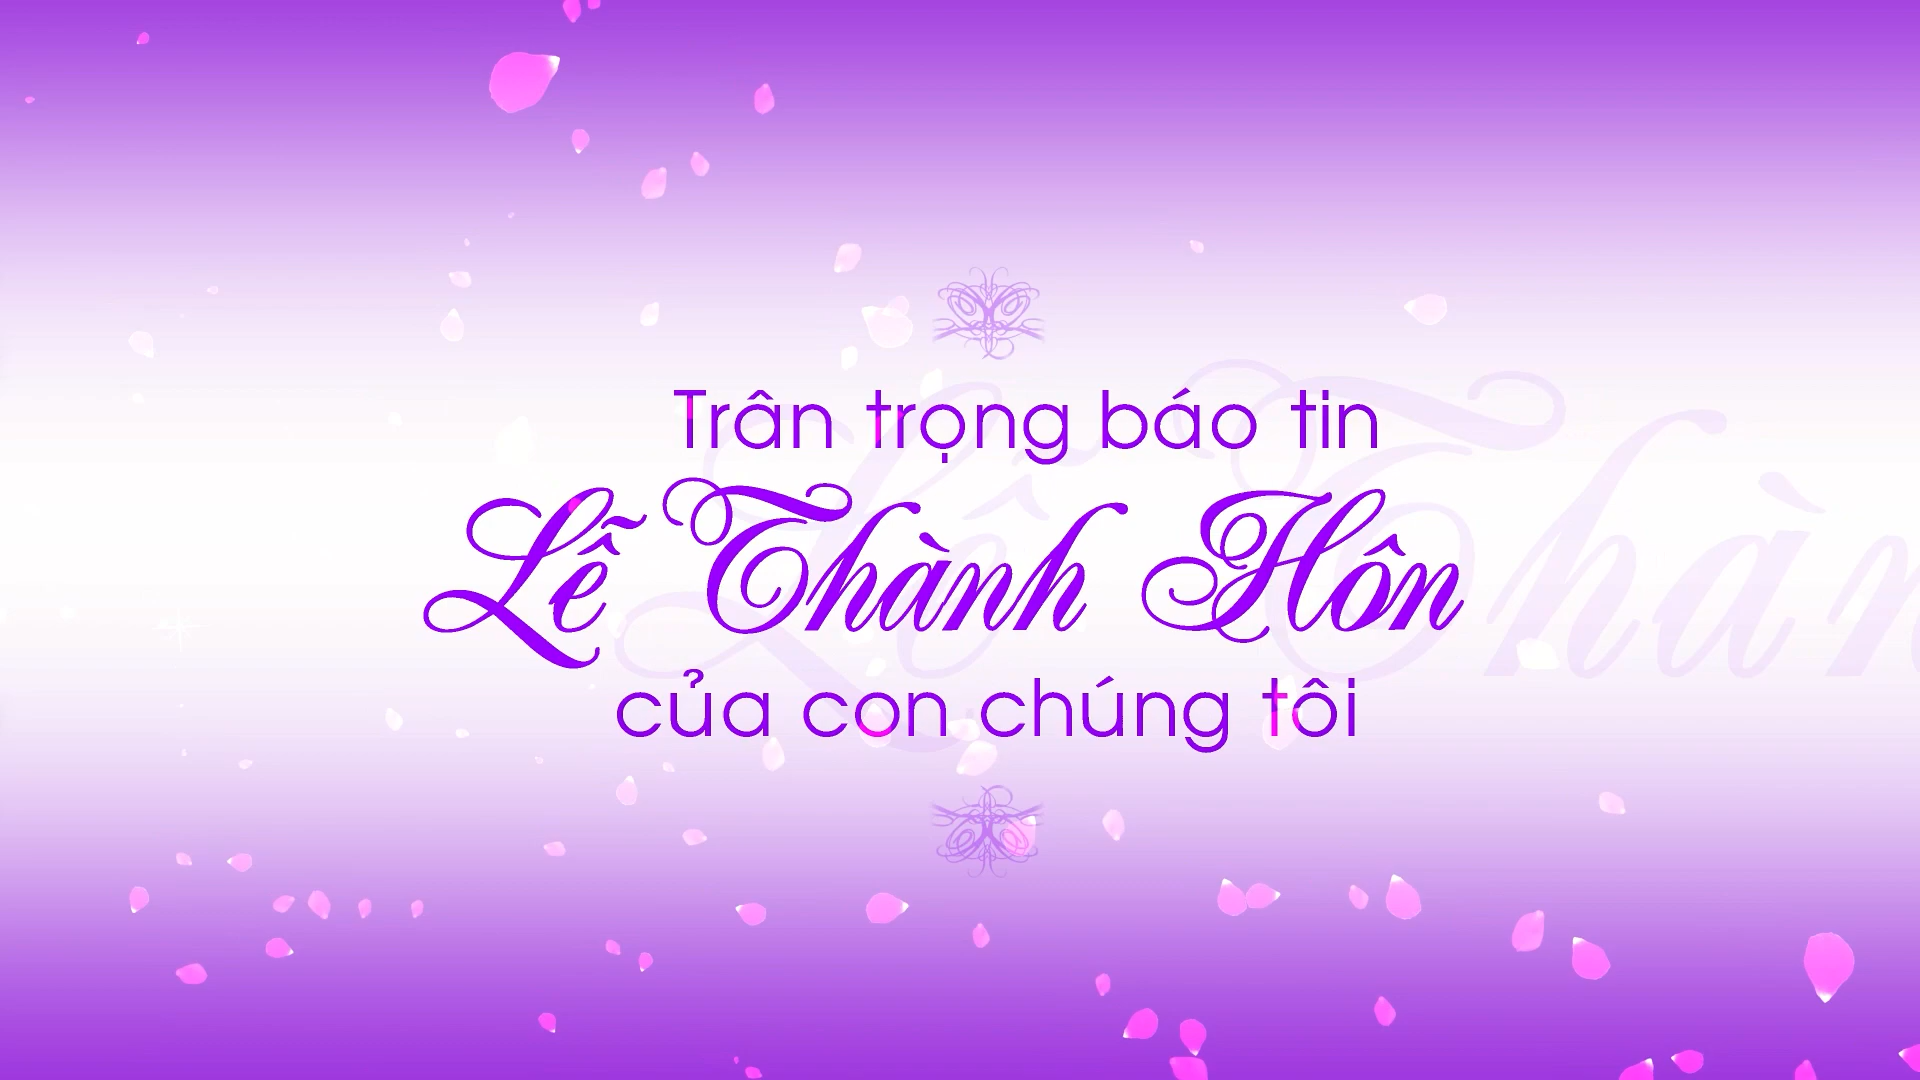 Trân trọng báo tin
Lễ Thành Hôn
của con chúng tôi